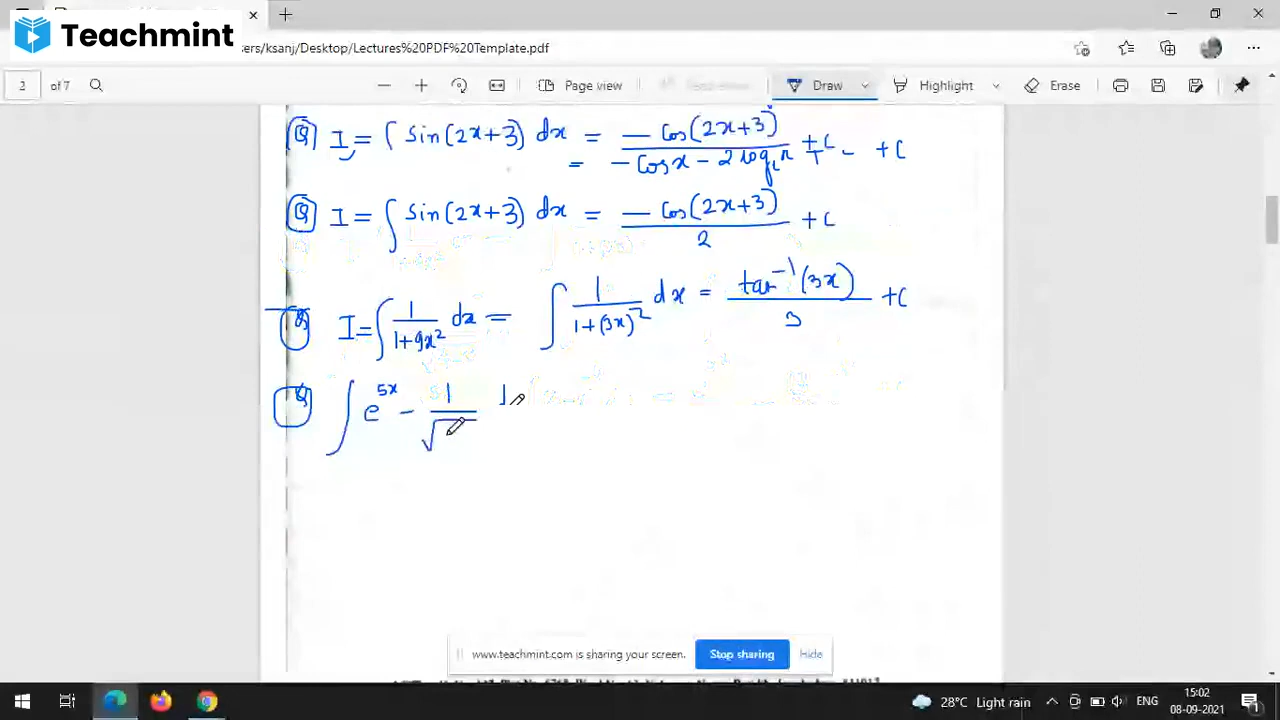 Teachmint
ers/ksanj/Desktop/Lectures%20PDF%20Template.pdf
2 of 7 Page view Draw Highlight Erase
Q I = ∫ sin(2x+3) dx = -cos(2x+3) + C
= -cosx - 2 log + C
Q I = ∫ sin(2x+3) dx = -cos(2x+3)/2 + C
Q I = ∫ 1/(1+9x²) dx = ∫ 1/(1+(3x)²) dx = tan⁻¹(3x)/3 + C
Q ∫ e^5x - 1/√
www.teachmint.com is sharing your screen. Stop sharing Hide
28°C Light rain ENG 15:02
08-09-2021